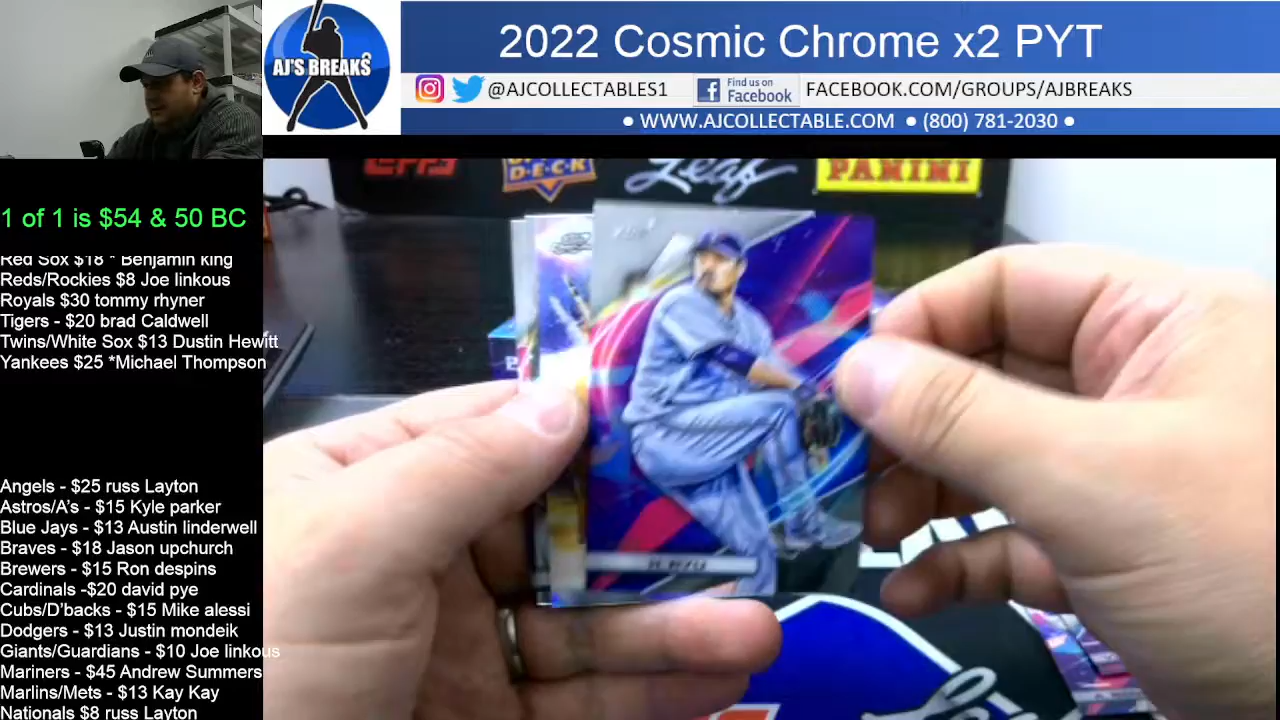 2022 Cosmic Chrome x2 PYT
AJ'S BREAKS
@AJCOLLECTABLES1
Find us on
Facebook
FACEBOOK.COM/GROUPS/AJBREAKS
● WWW.AJCOLLECTABLE.COM ● (800) 781-2030 ●
TOPPS
UPPER DECK
Leaf
PANINI
1 of 1 is $54 & 50 BC
Red Sox $18 * Benjamin king
Reds/Rockies $8 Joe linkous
Royals $30 tommy rhyner
Tigers - $20 brad Caldwell
Twins/White Sox $13 Dustin Hewitt
Yankees $25 *Michael Thompson
Angels - $25 russ Layton
Astros/A's - $15 Kyle parker
Blue Jays - $13 Austin linderwell
Braves - $18 Jason upchurch
Brewers - $15 Ron despins
Cardinals -$20 david pye
Cubs/D'backs - $15 Mike alessi
Dodgers - $13 Justin mondeik
Giants/Guardians - $10 Joe linkous
Mariners - $45 Andrew Summers
Marlins/Mets - $13 Kay Kay
Nationals $8 russ Layton